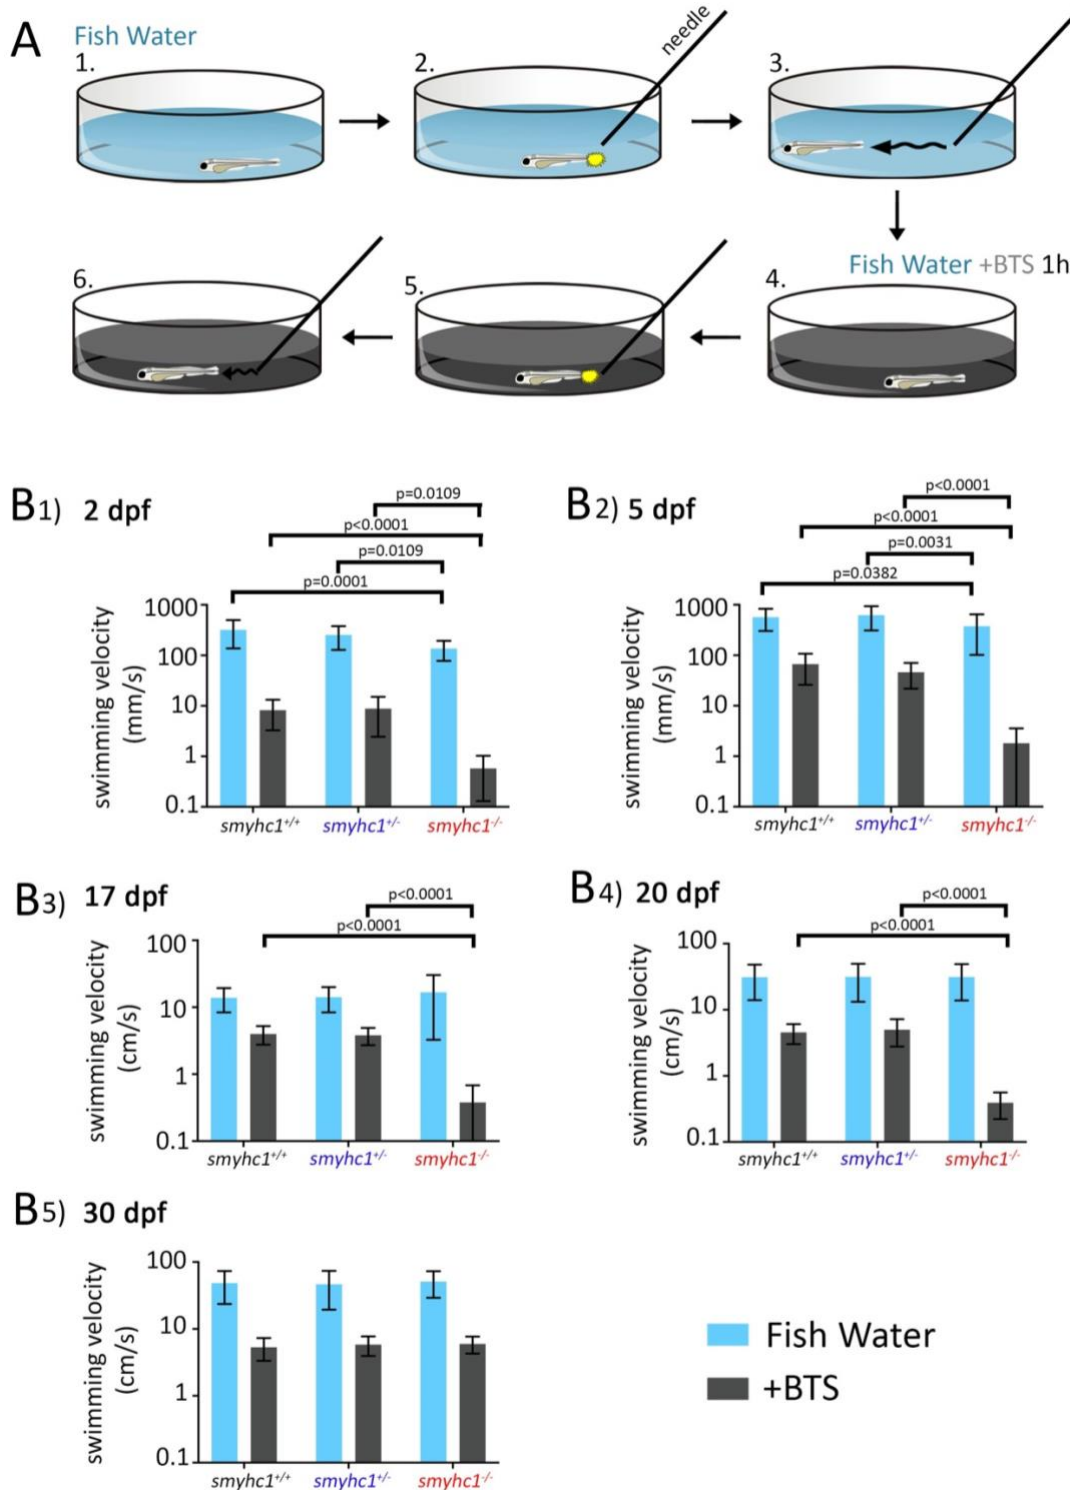 A
Fish Water
1.
2.
needle
3.
Fish Water +BTS 1h
6.
5.
4.
B1) 2 dpf
p=0.0109
p<0.0001
p=0.0109
p=0.0001
swimming velocity
(mm/s)
1000
100
10
1
0.1
smyhc1+/+
smyhc1+/-
smyhc1-/-
B2) 5 dpf
p<0.0001
p<0.0001
p=0.0031
p=0.0382
swimming velocity
(mm/s)
1000
100
10
1
0.1
smyhc1+/+
smyhc1+/-
smyhc1-/-
B3) 17 dpf
p<0.0001
p<0.0001
swimming velocity
(cm/s)
100
10
1
0.1
smyhc1+/+
smyhc1+/-
smyhc1-/-
B4) 20 dpf
p<0.0001
p<0.0001
swimming velocity
(cm/s)
100
10
1
0.1
smyhc1+/+
smyhc1+/-
smyhc1-/-
B5) 30 dpf
swimming velocity
(cm/s)
100
10
1
0.1
smyhc1+/+
smyhc1+/-
smyhc1-/-
Fish Water
+BTS